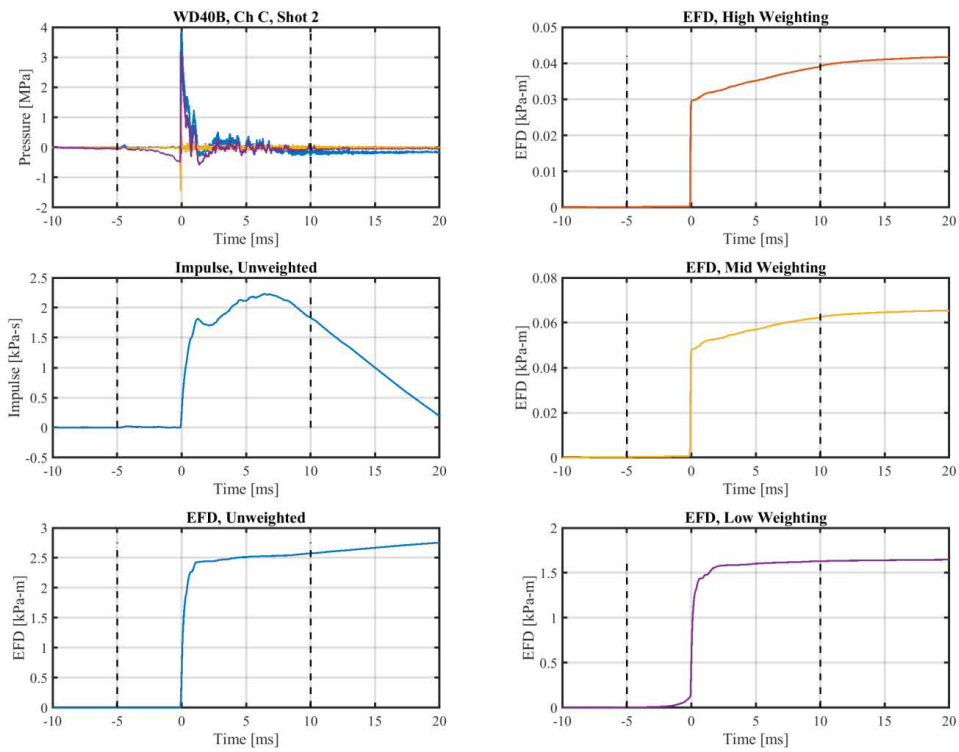 WD40B, Ch C, Shot 2
4
3
2
1
0
-1
-2
Pressure [MPa]
-10 -5 0 5 10 15 20
Time [ms]
EFD, High Weighting
0.05
0.04
0.03
0.02
0.01
0
EFD [kPa-m]
-10 -5 0 5 10 15 20
Time [ms]
Impulse, Unweighted
2.5
2
1.5
1
0.5
0
-0.5
Impulse [kPa-s]
-10 -5 0 5 10 15 20
Time [ms]
EFD, Mid Weighting
0.08
0.06
0.04
0.02
0
EFD [kPa-m]
-10 -5 0 5 10 15 20
Time [ms]
EFD, Unweighted
3
2.5
2
1.5
1
0.5
0
EFD [kPa-m]
-10 -5 0 5 10 15 20
Time [ms]
EFD, Low Weighting
2
1.5
1
0.5
0
EFD [kPa-m]
-10 -5 0 5 10 15 20
Time [ms]